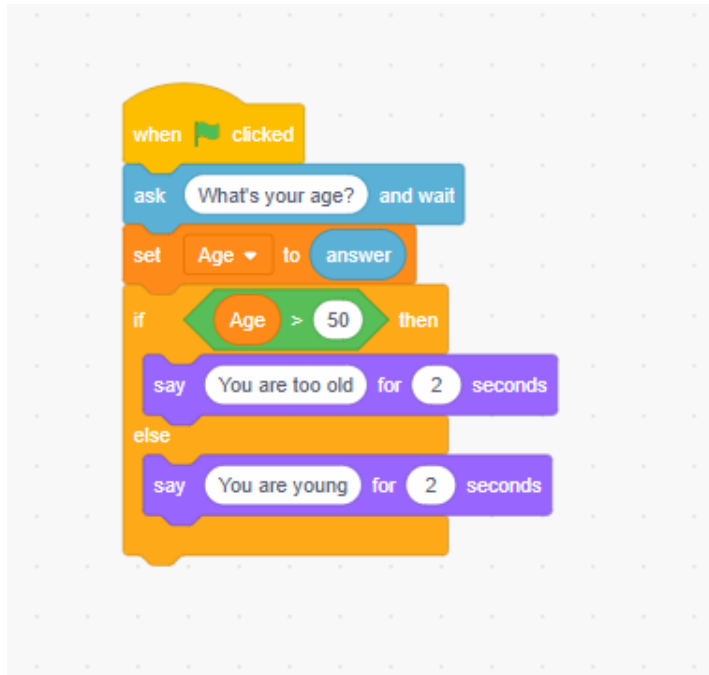 when clicked
ask What's your age? and wait
set Age to answer
if Age > 50 then
say You are too old for 2 seconds
else
say You are young for 2 seconds